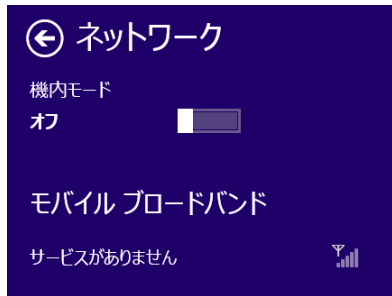 ネットワーク
機内モード
オフ
モバイル ブロードバンド
サービスがありません